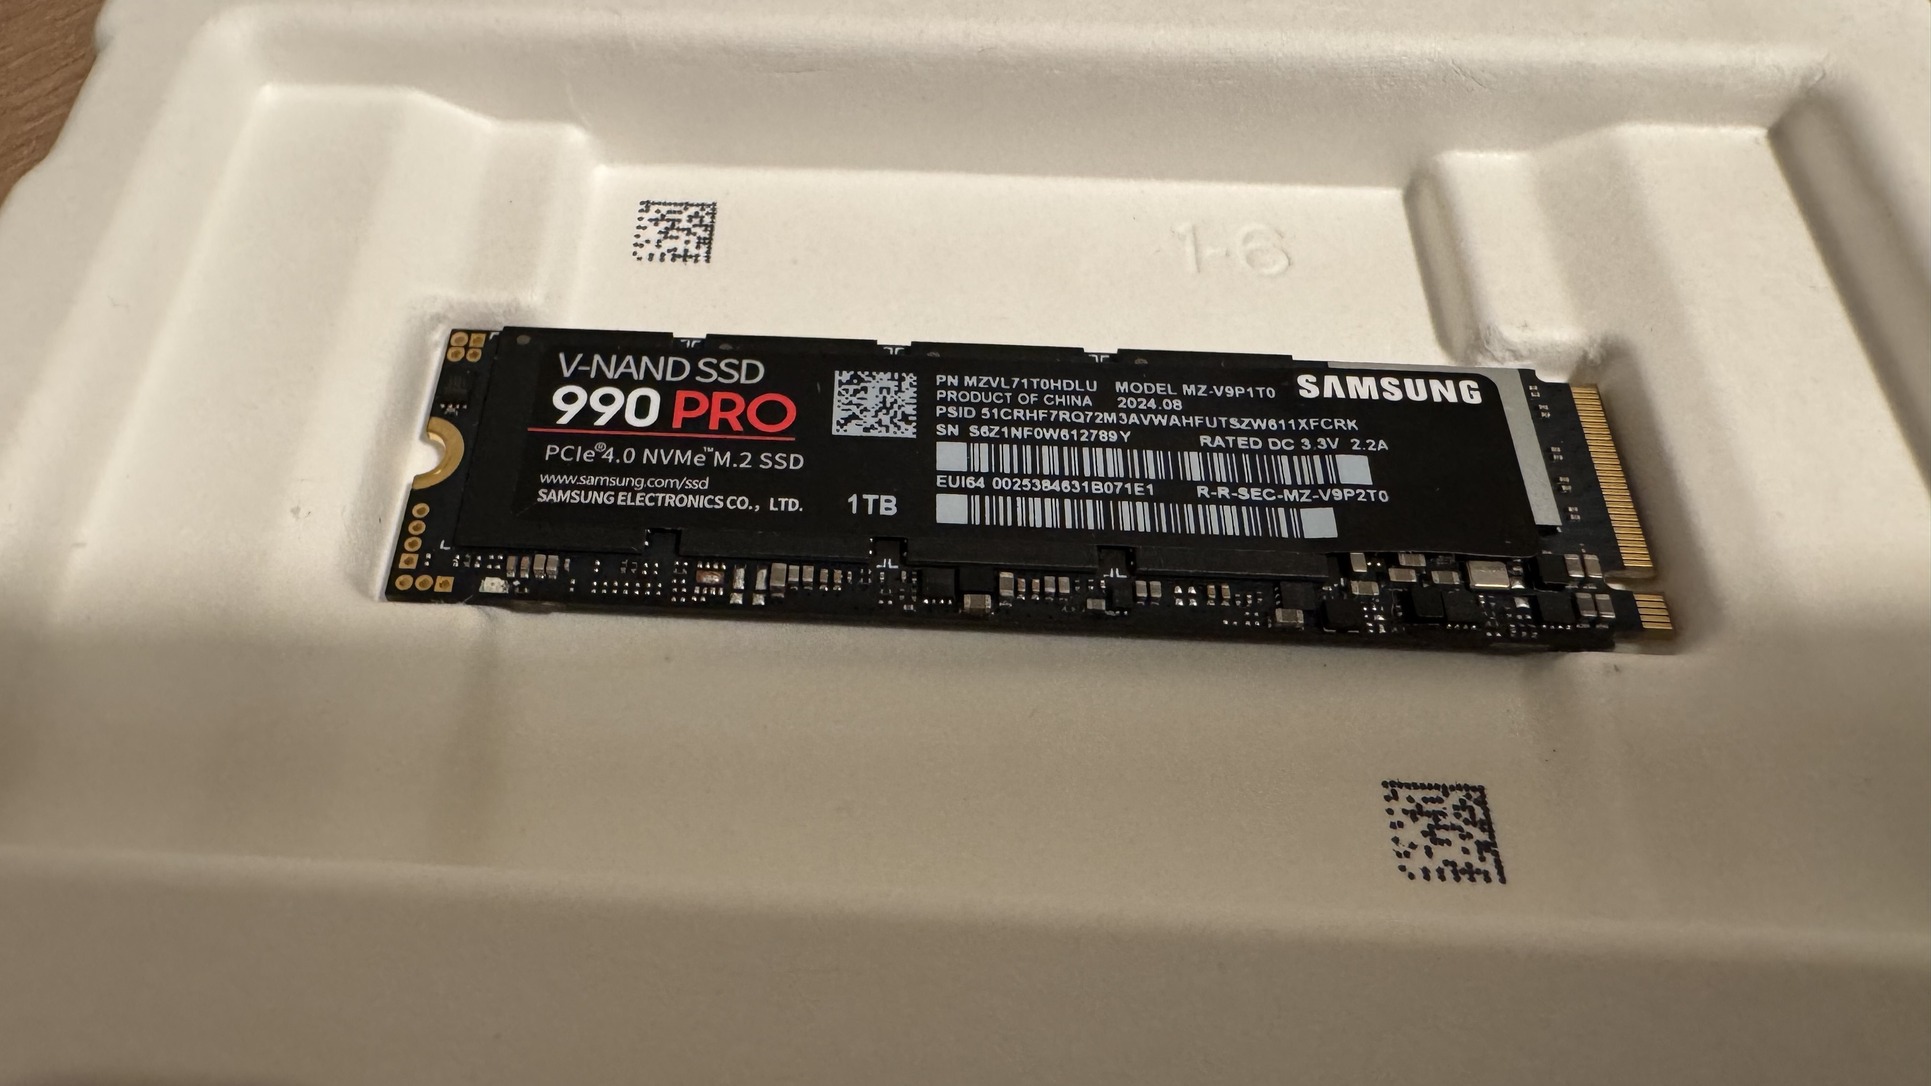 1-6
V-NAND SSD
990 PRO
PCIe®4.0 NVMe™M.2 SSD
www.samsung.com/ssd
SAMSUNG ELECTRONICS CO., LTD.
1TB
PN MZVL71T0HDLU MODEL MZ-V9P1T0
PRODUCT OF CHINA 2024.08
PSID 51CRHF7RQ72M3AVWAHFUTSZW611XFCRK
SN S6Z1NF0W612789Y RATED DC 3.3V 2.2A
EUI64 0025384631B071E1 R-R-SEC-MZ-V9P2T0
SAMSUNG